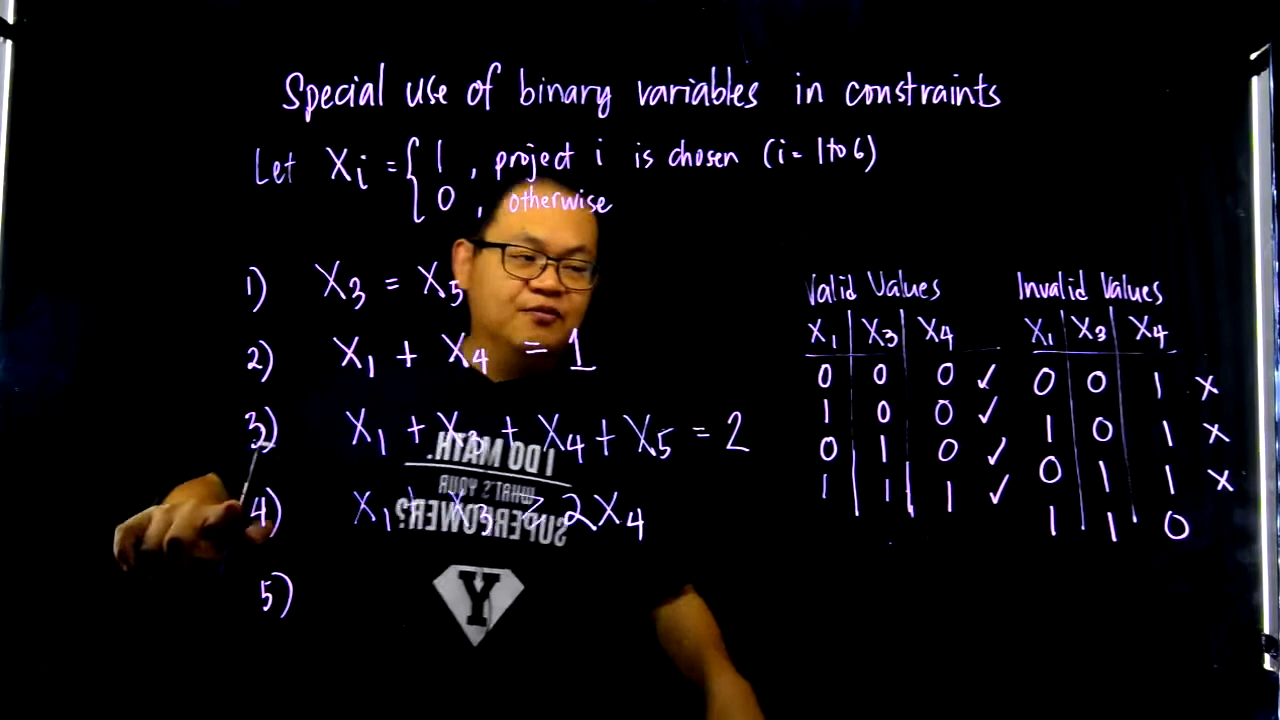 Special use of binary variables in constraints
Let Xi = { 1 , project i is chosen (i = 1 to 6)
0 , otherwise
1) X3 = X5
2) X1 + X4 = 1
3) X1 + X3 + X4 + X5 = 2
4) X1 + X3 ≥ 2X4
5)
Valid Values
X1 X3 X4
0 0 0 ✓
1 0 0 ✓
0 1 0 ✓
1 1 1 ✓
Invalid Values
X1 X3 X4
0 0 1 x
1 0 1 x
0 1 1 x
1 1 0
I DO MATH.
WHAT'S YOUR
SUPERPOWER?
Y